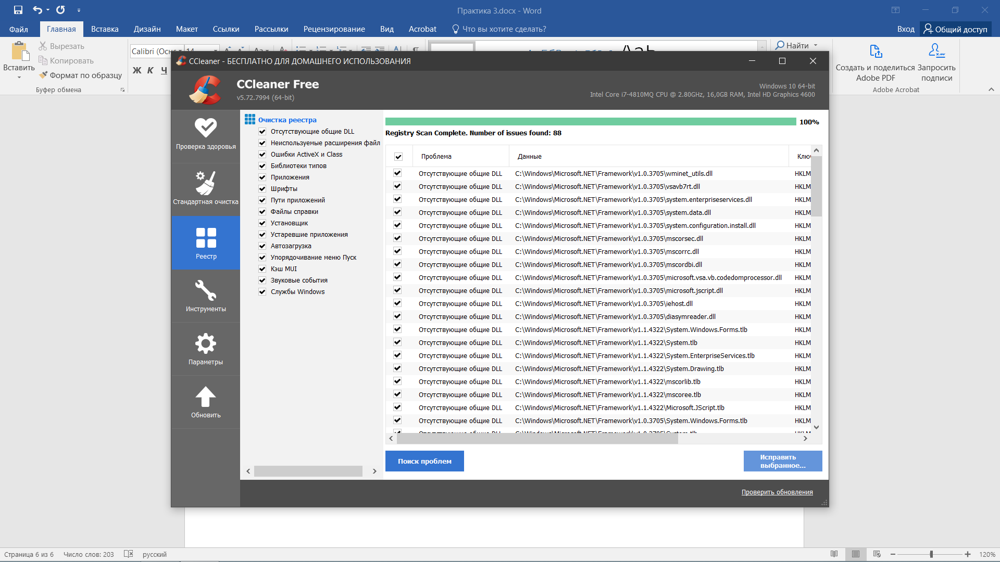 Практика 3.docx - Word
Файл
Главная
Вставка
Дизайн
Макет
Ссылки
Рассылки
Рецензирование
Вид
Acrobat
Что вы хотите сделать?
Вход
Общий доступ
Вставить
Вырезать
Копировать
Формат по образцу
Буфер обмена
Calibri (Осн
14
Ж К Ч
Найти
Создать и поделиться
Adobe PDF
Запросить
подписи
Adobe Acrobat
CCleaner - БЕСПЛАТНО ДЛЯ ДОМАШНЕГО ИСПОЛЬЗОВАНИЯ
CCleaner Free
v5.72.7994 (64-bit)
Windows 10 64-bit
Intel Core i7-4810MQ CPU @ 2.80GHz, 16,0GB RAM, Intel HD Graphics 4600
Проверка здоровья
Стандартная очистка
Реестр
Инструменты
Параметры
Обновить
Очистка реестра
Отсутствующие общие DLL
Неиспользуемые расширения файл
Ошибки ActiveX и Class
Библиотеки типов
Приложения
Шрифты
Пути приложений
Файлы справки
Установщик
Устаревшие приложения
Автозагрузка
Упорядочивание меню Пуск
Кэш MUI
Звуковые события
Службы Windows
100%
Registry Scan Complete. Number of issues found: 88
Проблема Данные Клю
Отсутствующие общие DLL C:\Windows\Microsoft.NET\Framework\v1.0.3705\wminet_utils.dll HKLM
Отсутствующие общие DLL C:\Windows\Microsoft.NET\Framework\v1.0.3705\vsavb7rt.dll HKLM
Отсутствующие общие DLL C:\Windows\Microsoft.NET\Framework\v1.0.3705\system.enterpriseservices.dll HKLM
Отсутствующие общие DLL C:\Windows\Microsoft.NET\Framework\v1.0.3705\system.data.dll HKLM
Отсутствующие общие DLL C:\Windows\Microsoft.NET\Framework\v1.0.3705\system.configuration.install.dll HKLM
Отсутствующие общие DLL C:\Windows\Microsoft.NET\Framework\v1.0.3705\mscorsec.dll HKLM
Отсутствующие общие DLL C:\Windows\Microsoft.NET\Framework\v1.0.3705\mscorrc.dll HKLM
Отсутствующие общие DLL C:\Windows\Microsoft.NET\Framework\v1.0.3705\mscordbi.dll HKLM
Отсутствующие общие DLL C:\Windows\Microsoft.NET\Framework\v1.0.3705\microsoft.vsa.vb.codedomprocessor.dll HKLM
Отсутствующие общие DLL C:\Windows\Microsoft.NET\Framework\v1.0.3705\microsoft.jscript.dll HKLM
Отсутствующие общие DLL C:\Windows\Microsoft.NET\Framework\v1.0.3705\iehost.dll HKLM
Отсутствующие общие DLL C:\Windows\Microsoft.NET\Framework\v1.0.3705\diasymreader.dll HKLM
Отсутствующие общие DLL C:\Windows\Microsoft.NET\Framework\v1.1.4322\System.Windows.Forms.tlb HKLM
Отсутствующие общие DLL C:\Windows\Microsoft.NET\Framework\v1.1.4322\System.tlb HKLM
Отсутствующие общие DLL C:\Windows\Microsoft.NET\Framework\v1.1.4322\System.EnterpriseServices.tlb HKLM
Отсутствующие общие DLL C:\Windows\Microsoft.NET\Framework\v1.1.4322\System.Drawing.tlb HKLM
Отсутствующие общие DLL C:\Windows\Microsoft.NET\Framework\v1.1.4322\mscorlib.tlb HKLM
Отсутствующие общие DLL C:\Windows\Microsoft.NET\Framework\v1.1.4322\mscoree.tlb HKLM
Отсутствующие общие DLL C:\Windows\Microsoft.NET\Framework\v1.1.4322\Microsoft.JScript.tlb HKLM
Отсутствующие общие DLL C:\Windows\Microsoft.NET\Framework\v1.0.3705\System.Windows.Forms.tlb HKLM
Отсутствующие общие DLL C:\Windows\Microsoft.NET\Framework\v1.0.3705\System.tlb HKLM
Поиск проблем
Исправить
выбранное...
Проверить обновления
Страница 6 из 6
Число слов: 203
русский
120%